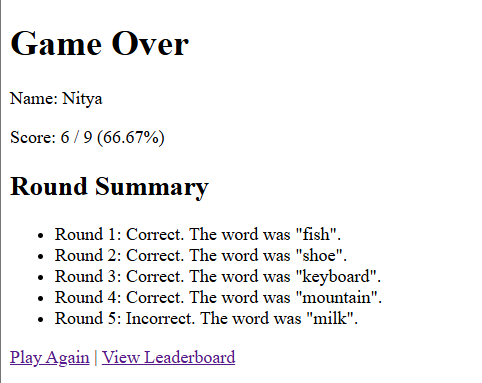 Game Over
Name: Nitya
Score: 6 / 9 (66.67%)
Round Summary
• Round 1: Correct. The word was "fish".
• Round 2: Correct. The word was "shoe".
• Round 3: Correct. The word was "keyboard".
• Round 4: Correct. The word was "mountain".
• Round 5: Incorrect. The word was "milk".
Play Again | View Leaderboard